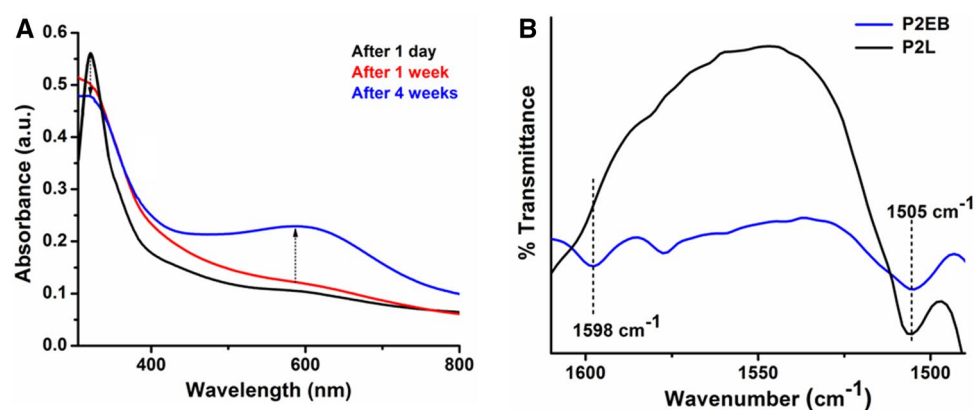 A
0.6
0.5
0.4
0.3
0.2
0.1
0.0
Absorbance (a.u.)
After 1 day
After 1 week
After 4 weeks
400
600
800
Wavelength (nm)
B
P2EB
P2L
% Transmittance
1598 cm⁻¹
1505 cm⁻¹
1600
1550
1500
Wavenumber (cm⁻¹)